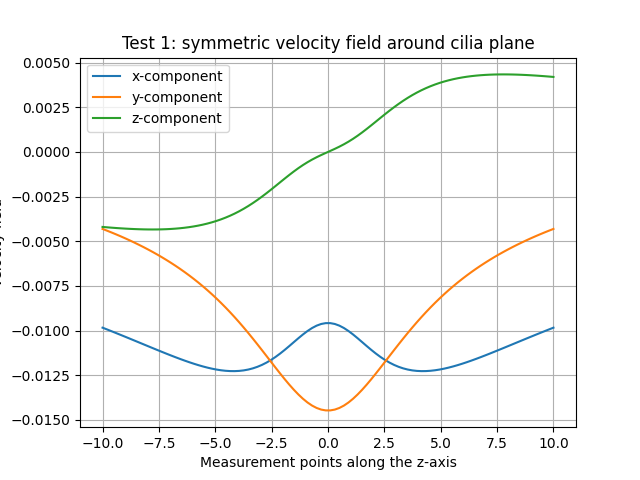 Test 1: symmetric velocity field around cilia plane
x-component
y-component
z-component
0.0050
0.0025
0.0000
−0.0025
−0.0050
−0.0075
−0.0100
−0.0125
−0.0150
−10.0 −7.5 −5.0 −2.5 0.0 2.5 5.0 7.5 10.0
Measurement points along the z-axis